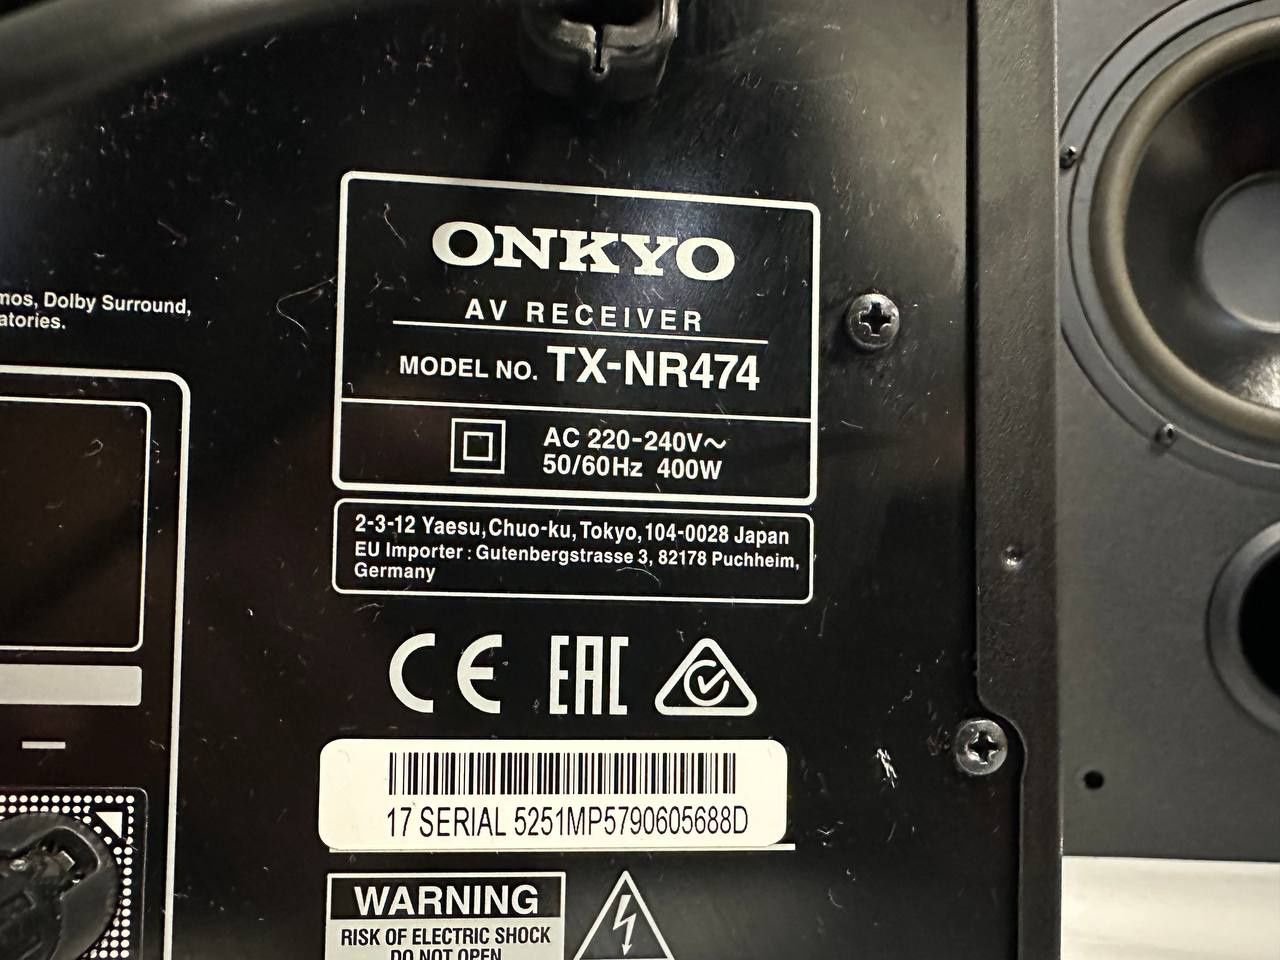 mos, Dolby Surround,
atories.
ONKYO
AV RECEIVER
MODEL NO. TX-NR474
AC 220-240V~
50/60Hz 400W
2-3-12 Yaesu,Chuo-ku,Tokyo,104-0028 Japan
EU Importer : Gutenbergstrasse 3, 82178 Puchheim,
Germany
CE EAC
17 SERIAL 5251MP5790605688D
WARNING
RISK OF ELECTRIC SHOCK
DO NOT OPEN